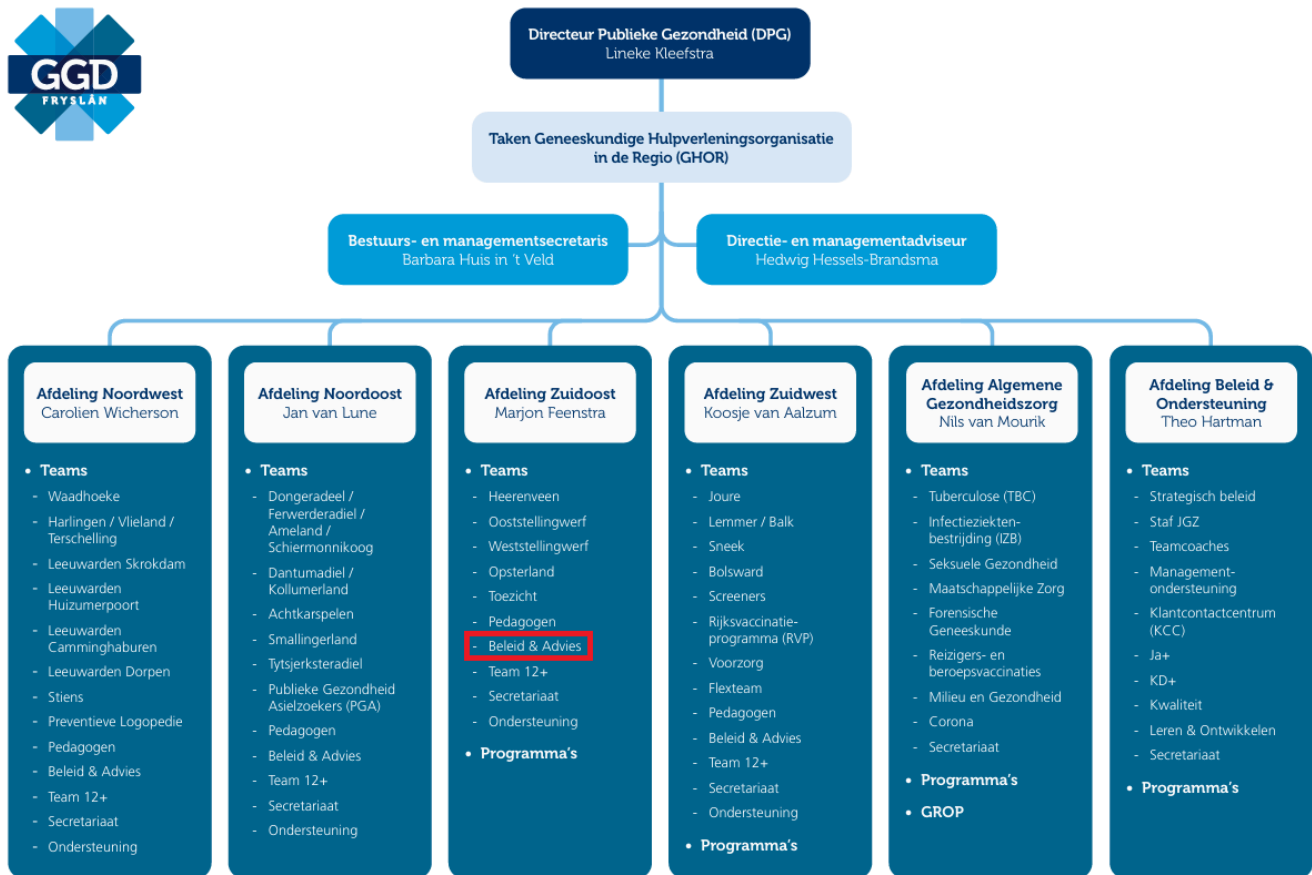 GGD
FRYSLÂN
Directeur Publieke Gezondheid (DPG)
Lineke Kleefstra
Taken Geneeskundige Hulpverleningsorganisatie
in de Regio (GHOR)
Bestuurs- en managementsecretaris
Barbara Huis in ’t Veld
Directie- en managementadviseur
Hedwig Hessels-Brandsma
Afdeling Noordwest
Carolien Wicherson
• Teams
- Waadhoeke
- Harlingen / Vlieland /
Terschelling
- Leeuwarden Skrokdam
- Leeuwarden
Huizumerpoort
- Leeuwarden
Camminghaburen
- Leeuwarden Dorpen
- Stiens
- Preventieve Logopedie
- Pedagogen
- Beleid & Advies
- Team 12+
- Secretariaat
- Ondersteuning
Afdeling Noordoost
Jan van Lune
• Teams
- Dongeradeel /
Ferwerderadiel /
Ameland /
Schiermonnikoog
- Dantumadiel /
Kollumerland
- Achtkarspelen
- Smallingerland
- Tytsjerksteradiel
- Publieke Gezondheid
Asielzoekers (PGA)
- Pedagogen
- Beleid & Advies
- Team 12+
- Secretariaat
- Ondersteuning
Afdeling Zuidoost
Marjon Feenstra
• Teams
- Heerenveen
- Ooststellingwerf
- Weststellingwerf
- Opsterland
- Toezicht
- Pedagogen
- Beleid & Advies
- Team 12+
- Secretariaat
- Ondersteuning
• Programma’s
Afdeling Zuidwest
Koosje van Aalzum
• Teams
- Joure
- Lemmer / Balk
- Sneek
- Bolsward
- Screeners
- Rijksvaccinatie-
programma (RVP)
- Voorzorg
- Flexteam
- Pedagogen
- Beleid & Advies
- Team 12+
- Secretariaat
- Ondersteuning
• Programma’s
Afdeling Algemene
Gezondheidszorg
Nils van Mourik
• Teams
- Tuberculose (TBC)
- Infectieziekten-
bestrijding (IZB)
- Seksuele Gezondheid
- Maatschappelijke Zorg
- Forensische
Geneeskunde
- Reizigers- en
beroepsvaccinaties
- Milieu en Gezondheid
- Corona
- Secretariaat
• Programma’s
• GROP
Afdeling Beleid &
Ondersteuning
Theo Hartman
• Teams
- Strategisch beleid
- Staf JGZ
- Teamcoaches
- Management-
ondersteuning
- Klantcontactcentrum
(KCC)
- Ja+
- KD+
- Kwaliteit
- Leren & Ontwikkelen
- Secretariaat
• Programma’s